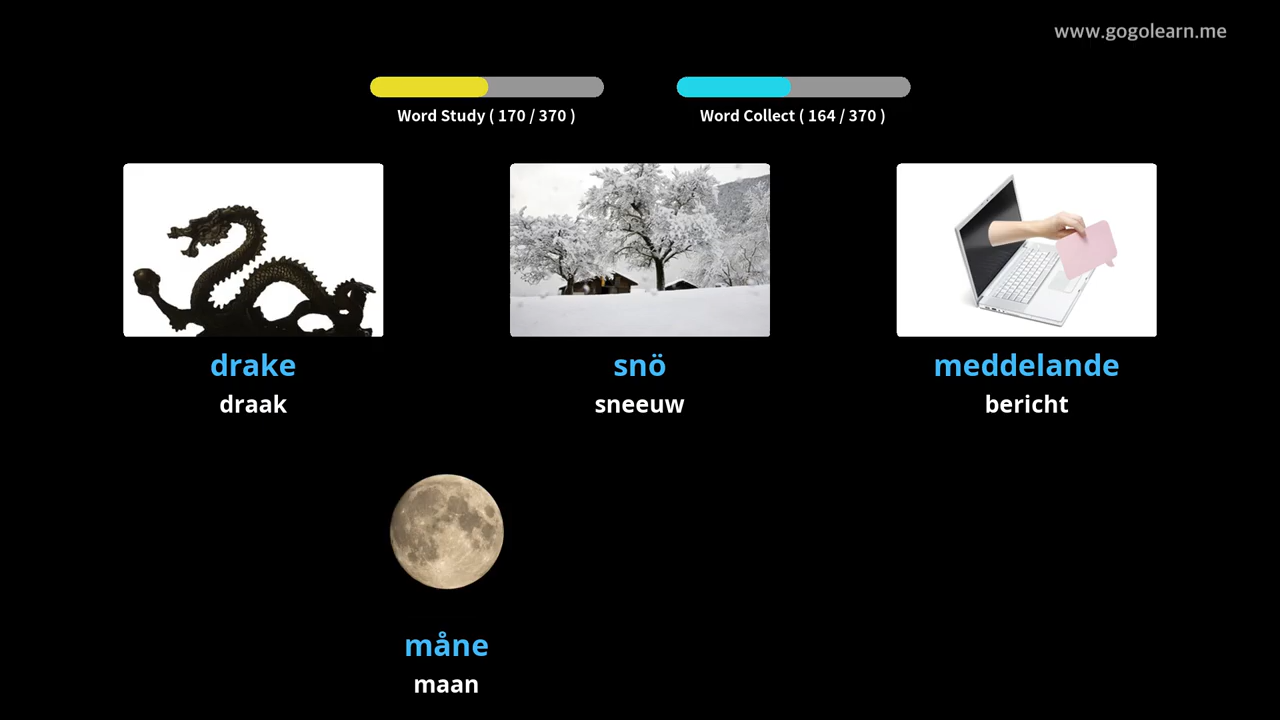 www.gogolearn.me
Word Study ( 170 / 370 )
Word Collect ( 164 / 370 )
drake
draak
snö
sneeuw
meddelande
bericht
måne
maan